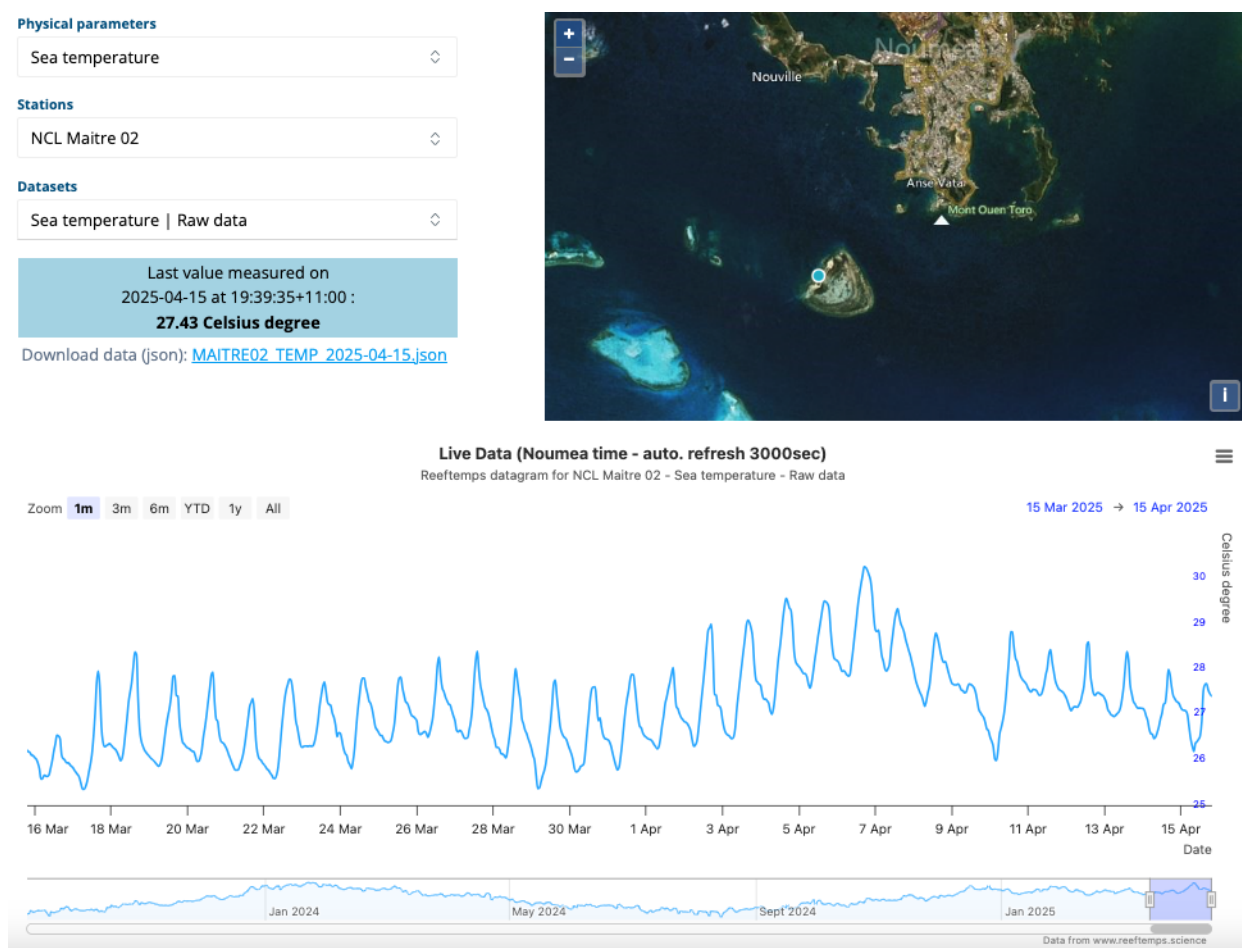 Physical parameters
Sea temperature
Stations
NCL Maitre 02
Datasets
Sea temperature | Raw data
Last value measured on
2025-04-15 at 19:39:35+11:00 :
27.43 Celsius degree
Download data (json): MAITRE02_TEMP_2025-04-15.json
+
−
Noumea
Nouville
Anse Vata
Mont Ouen Toro
i
Live Data (Noumea time - auto. refresh 3000sec)
Reeftemps datagram for NCL Maitre 02 - Sea temperature - Raw data
Zoom 1m 3m 6m YTD 1y All
15 Mar 2025 → 15 Apr 2025
Celsius degree
30
29
28
27
26
25
16 Mar 18 Mar 20 Mar 22 Mar 24 Mar 26 Mar 28 Mar 30 Mar 1 Apr 3 Apr 5 Apr 7 Apr 9 Apr 11 Apr 13 Apr 15 Apr
Date
Jan 2024 May 2024 Sept 2024 Jan 2025
Data from www.reeftemps.science